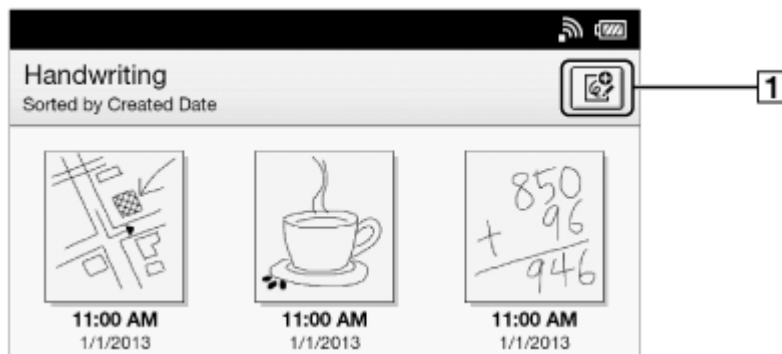 Handwriting
Sorted by Created Date
1
850
+ 96
946
11:00 AM 11:00 AM 11:00 AM
1/1/2013 1/1/2013 1/1/2013